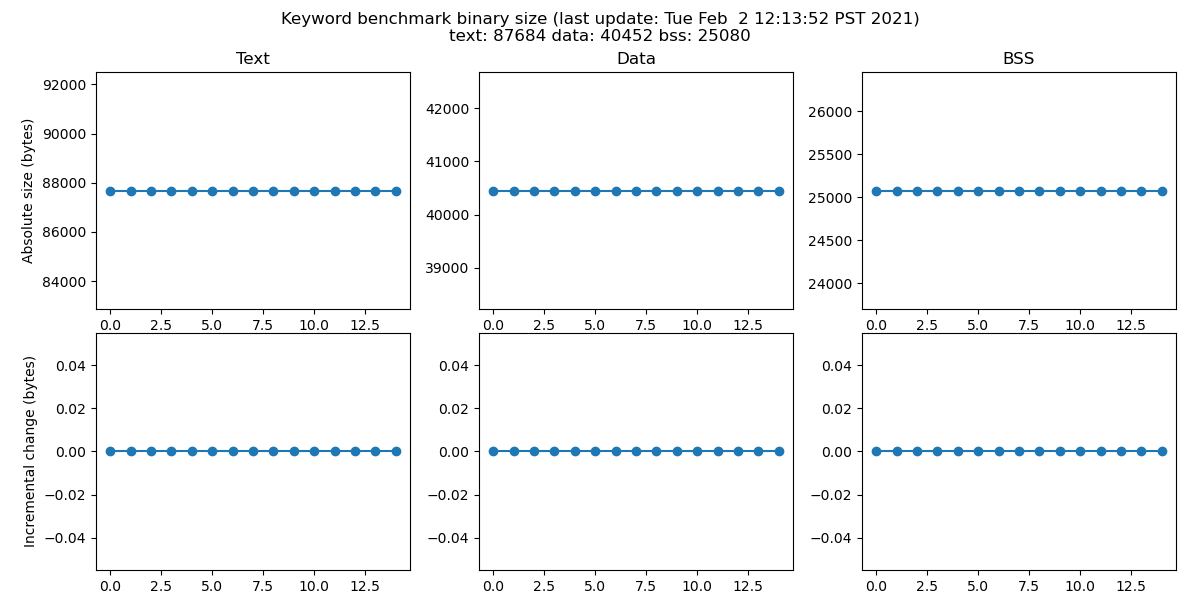 Keyword benchmark binary size (last update: Tue Feb  2 12:13:52 PST 2021)
text: 87684 data: 40452 bss: 25080
Text
Data
BSS
Absolute size (bytes)
92000
90000
88000
86000
84000
0.0 2.5 5.0 7.5 10.0 12.5
42000
41000
40000
39000
0.0 2.5 5.0 7.5 10.0 12.5
26000
25500
25000
24500
24000
0.0 2.5 5.0 7.5 10.0 12.5
Incremental change (bytes)
0.04
0.02
0.00
−0.02
−0.04
0.0 2.5 5.0 7.5 10.0 12.5
0.04
0.02
0.00
−0.02
−0.04
0.0 2.5 5.0 7.5 10.0 12.5
0.04
0.02
0.00
−0.02
−0.04
0.0 2.5 5.0 7.5 10.0 12.5